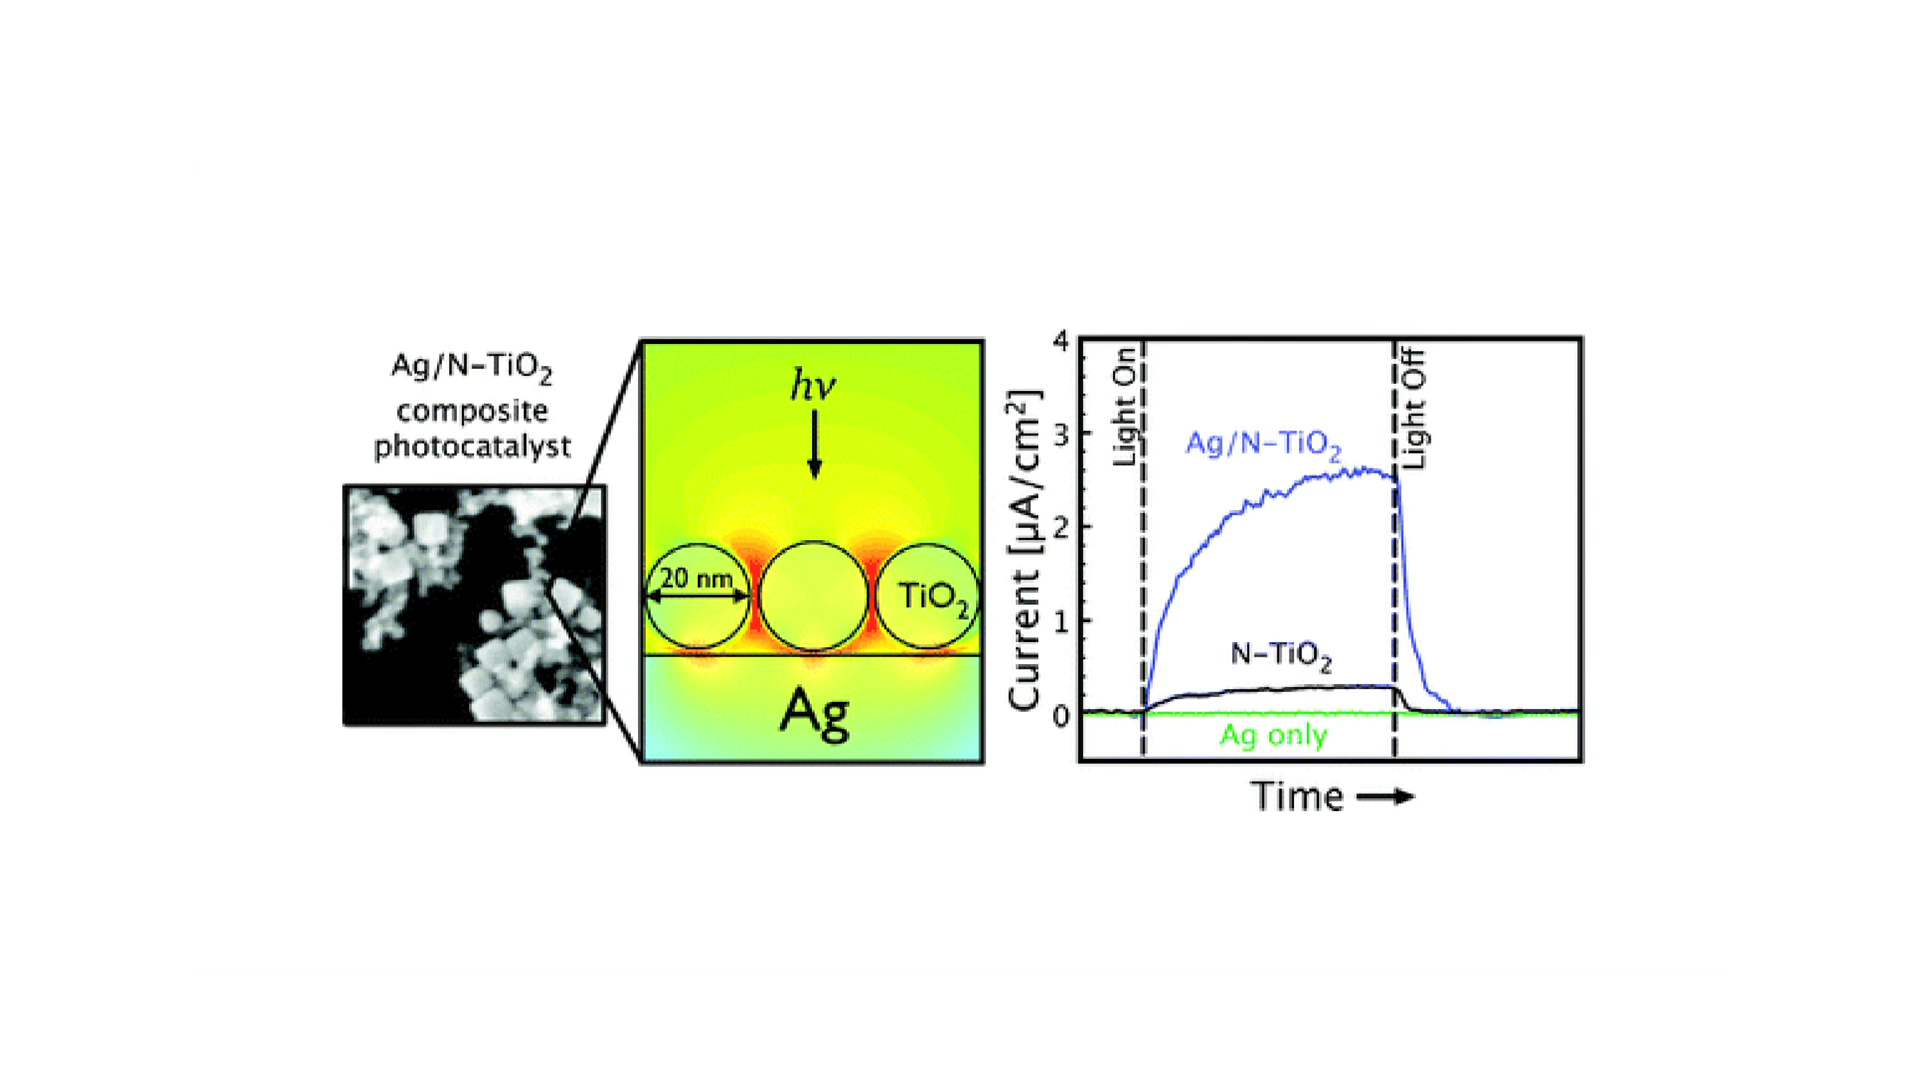 Ag/N–TiO₂
composite
photocatalyst
hν
20 nm
TiO₂
Ag
Current [µA/cm²]
4
3
2
1
0
Light On
Light Off
Ag/N–TiO₂
N–TiO₂
Ag only
Time →